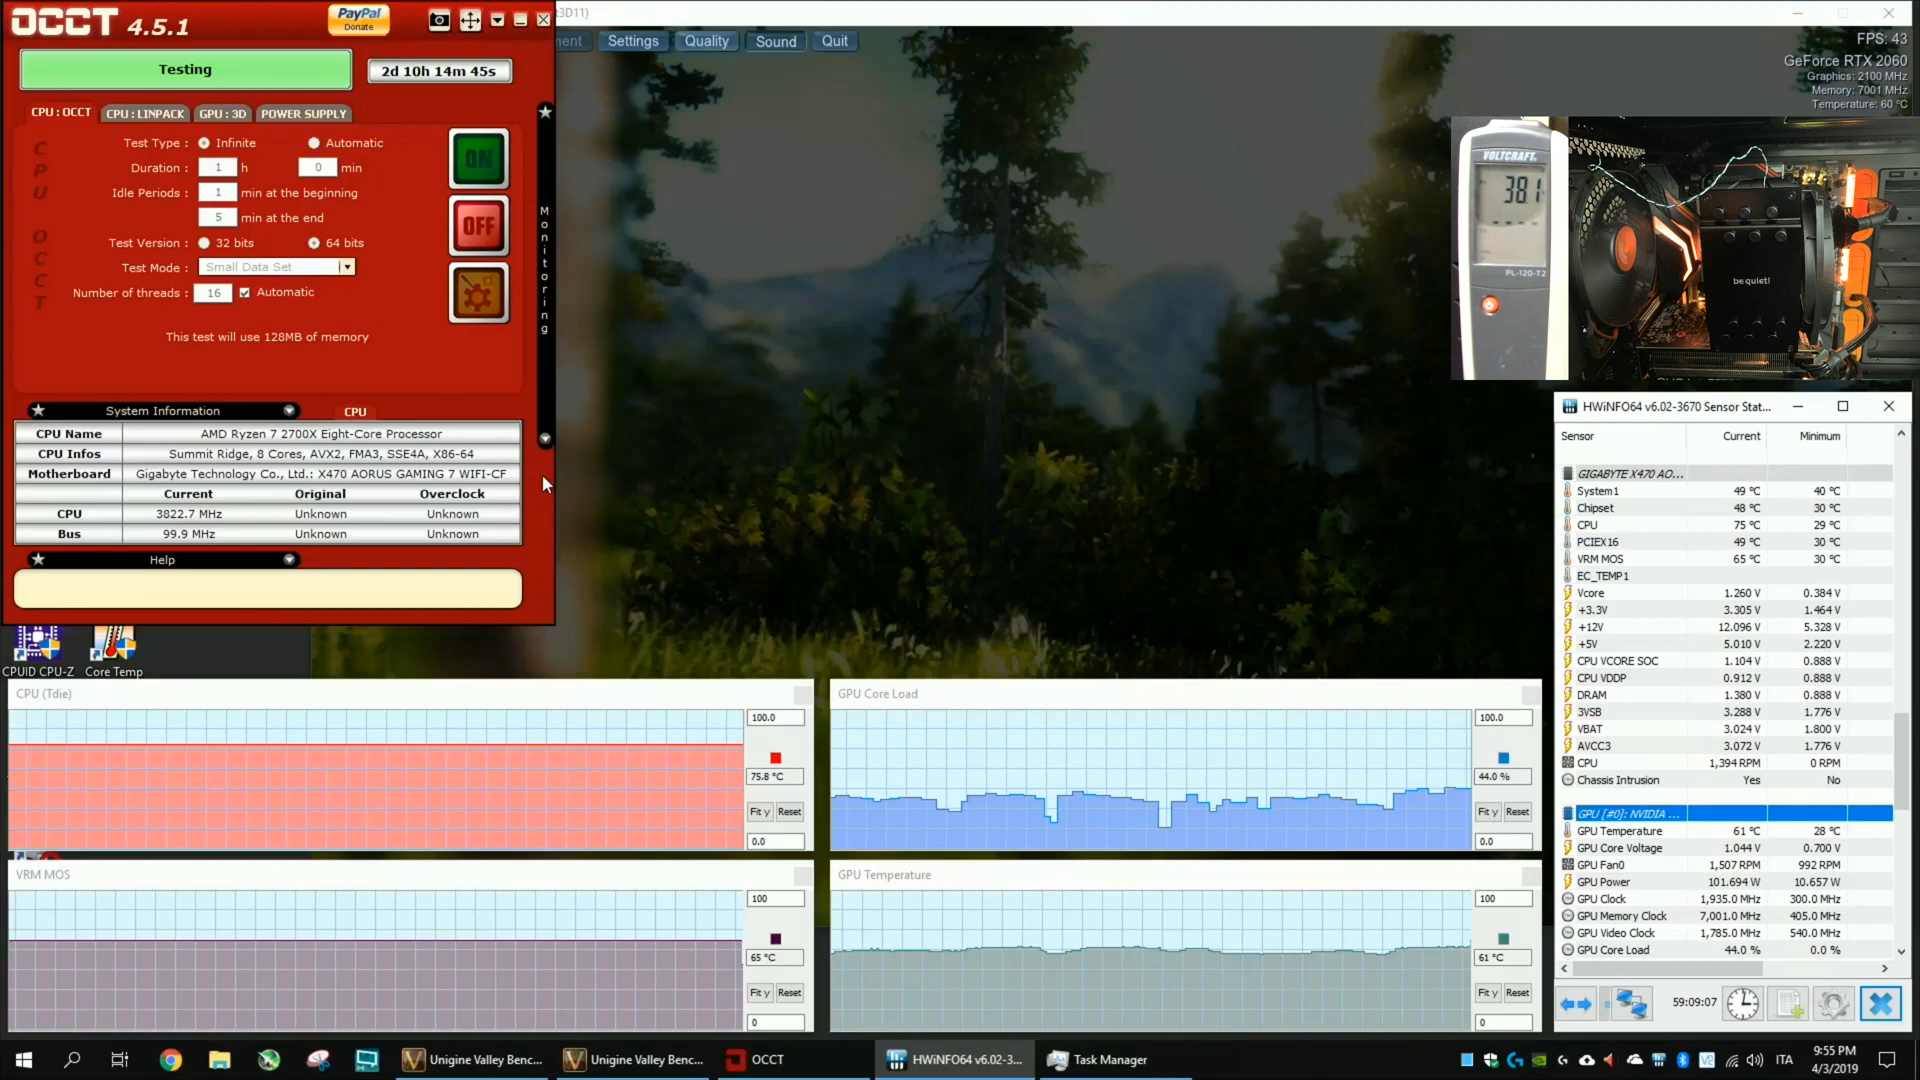 OCCT 4.5.1
PayPal
Donate
Testing
2d 10h 14m 45s
CPU : OCCT
CPU : LINPACK
GPU : 3D
POWER SUPPLY
CPU OCCT
Test Type :
Infinite
Automatic
Duration :
1
h
0
min
Idle Periods :
1
min at the beginning
5
min at the end
Test Version :
32 bits
64 bits
Test Mode :
Small Data Set
Number of threads :
16
Automatic
This test will use 128MB of memory
ON
OFF
Monitoring
System Information
CPU
CPU Name
AMD Ryzen 7 2700X Eight-Core Processor
CPU Infos
Summit Ridge, 8 Cores, AVX2, FMA3, SSE4A, X86-64
Motherboard
Gigabyte Technology Co., Ltd.: X470 AORUS GAMING 7 WIFI-CF
Current
Original
Overclock
CPU
3822.7 MHz
Unknown
Unknown
Bus
99.9 MHz
Unknown
Unknown
Help
t3D11)
ent
Settings
Quality
Sound
Quit
FPS: 43
GeForce RTX 2060
Graphics: 2100 MHz
Memory: 7001 MHz
Temperature: 60 °C
VOLTCRAFT
38.1
PL-120-T2
be quiet!
HWiNFO64 v6.02-3670 Sensor Stat...
Sensor
Current
Minimum
GIGABYTE X470 AO...
System1 49 °C 40 °C
Chipset 48 °C 30 °C
CPU 75 °C 29 °C
PCIEX16 49 °C 30 °C
VRM MOS 65 °C 30 °C
EC_TEMP1
Vcore 1.260 V 0.384 V
+3.3V 3.305 V 1.464 V
+12V 12.096 V 5.328 V
+5V 5.010 V 2.220 V
CPU VCORE SOC 1.104 V 0.888 V
CPU VDDP 0.912 V 0.888 V
DRAM 1.380 V 0.888 V
3VSB 3.288 V 1.776 V
VBAT 3.024 V 1.800 V
AVCC3 3.072 V 1.776 V
CPU 1,394 RPM 0 RPM
Chassis Intrusion Yes No
GPU [#0]: NVIDIA ...
GPU Temperature 61 °C 28 °C
GPU Core Voltage 1.044 V 0.700 V
GPU Fan0 1,507 RPM 992 RPM
GPU Power 101.694 W 10.657 W
GPU Clock 1,935.0 MHz 300.0 MHz
GPU Memory Clock 7,001.0 MHz 405.0 MHz
GPU Video Clock 1,785.0 MHz 540.0 MHz
GPU Core Load 44.0 % 0.0 %
59:09:07
CPUID CPU-Z
Core Temp
CPU (Tdie)
100.0
75.8 °C
Fit y
Reset
0.0
GPU Core Load
100.0
44.0 %
Fit y
Reset
0.0
VRM MOS
100
65 °C
Fit y
Reset
0
GPU Temperature
100
61 °C
Fit y
Reset
0
Unigine Valley Benc...
Unigine Valley Benc...
OCCT
HWiNFO64 v6.02-3...
Task Manager
ITA
9:55 PM
4/3/2019